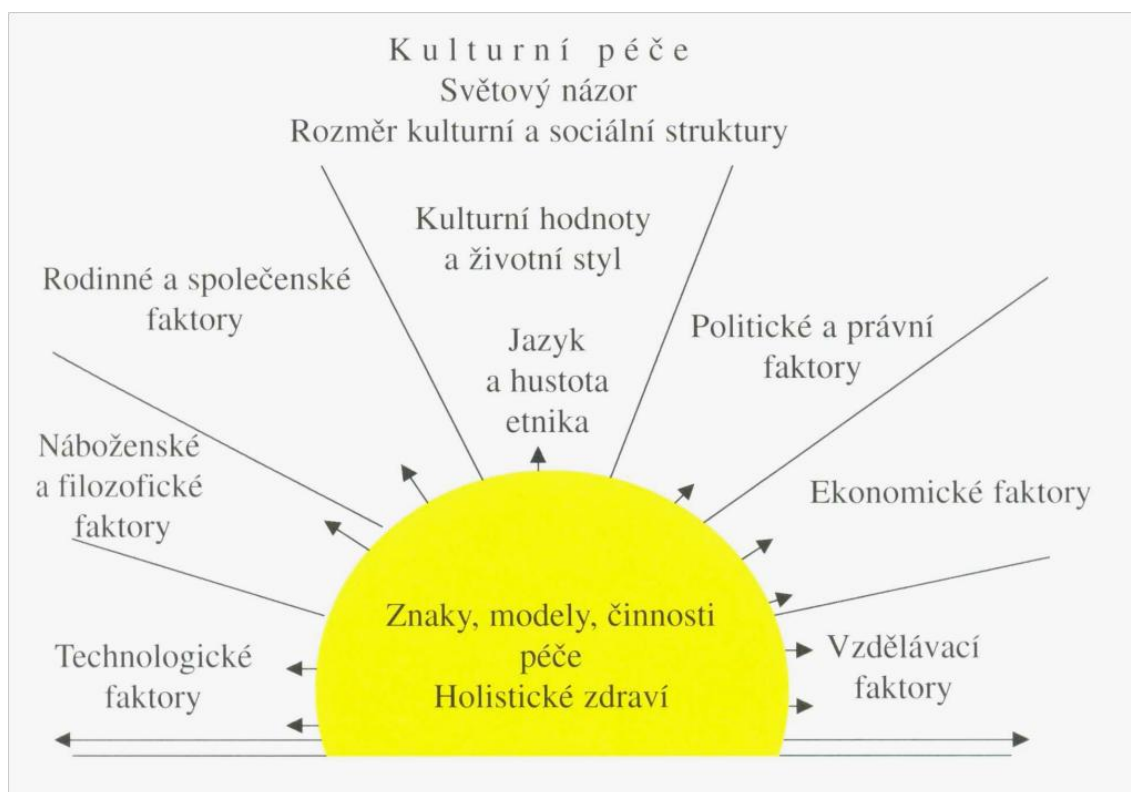 Kulturní péče
Světový názor
Rozměr kulturní a sociální struktury
Kulturní hodnoty
a životní styl
Rodinné a společenské
faktory
Jazyk
a hustota
etnika
Politické a právní
faktory
Náboženské
a filozofické
faktory
Ekonomické faktory
Znaky, modely, činnosti
péče
Holistické zdraví
Technologické
faktory
Vzdělávací
faktory